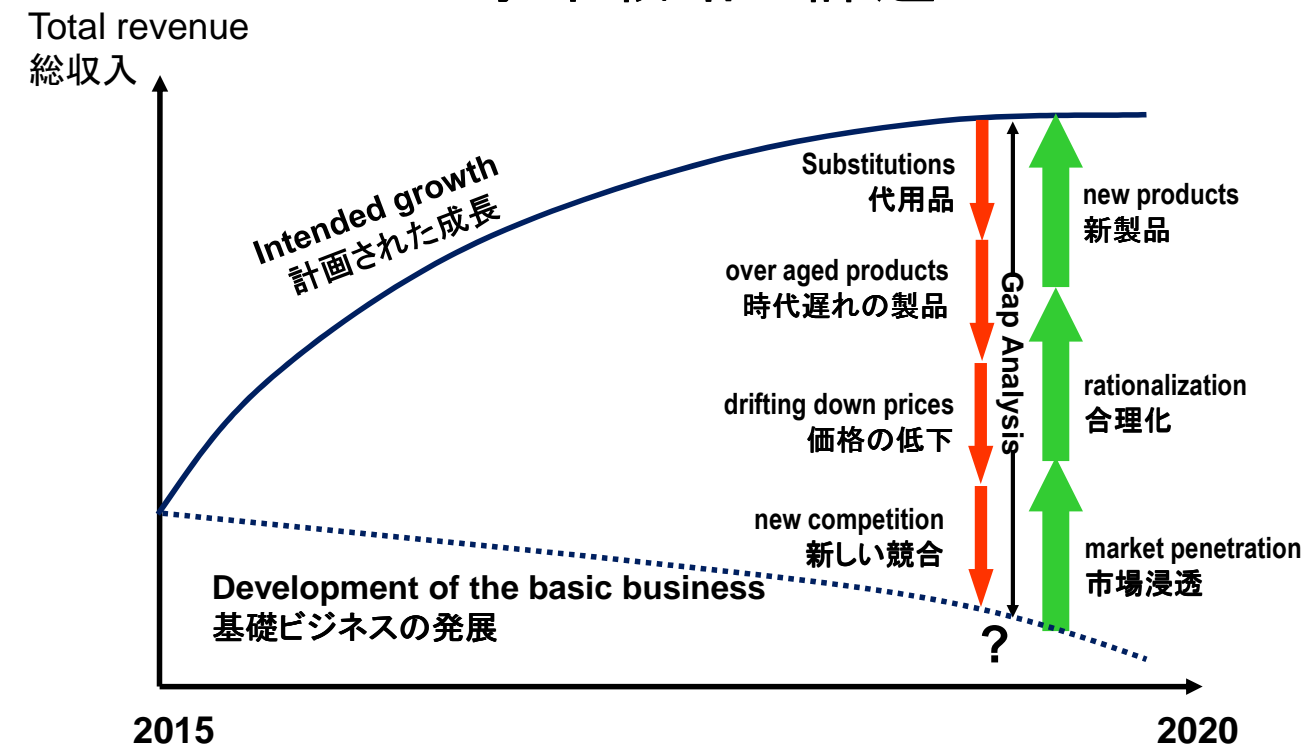 Total revenue
総収入
Intended growth
計画された成長
Substitutions
代用品
over aged products
時代遅れの製品
drifting down prices
価格の低下
new competition
新しい競合
Gap Analysis
new products
新製品
rationalization
合理化
market penetration
市場浸透
Development of the basic business
基礎ビジネスの発展
?
2015
2020